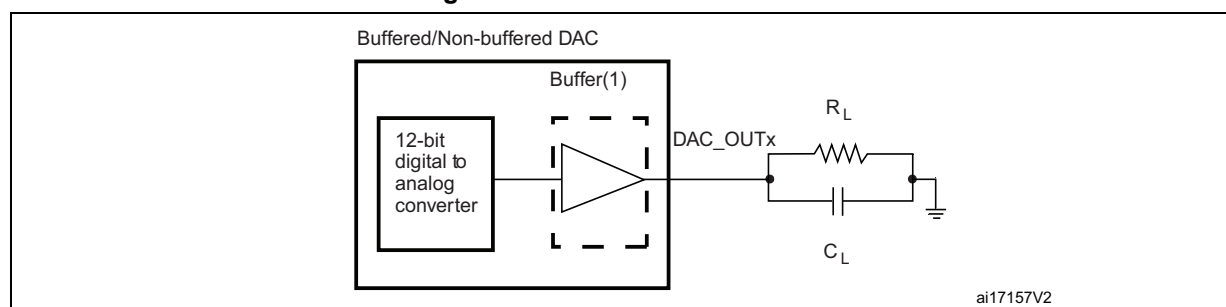 Buffered/Non-buffered DAC
Buffer(1)
12-bit
digital to
analog
converter
DAC_OUTx
R L
C L
ai17157V2